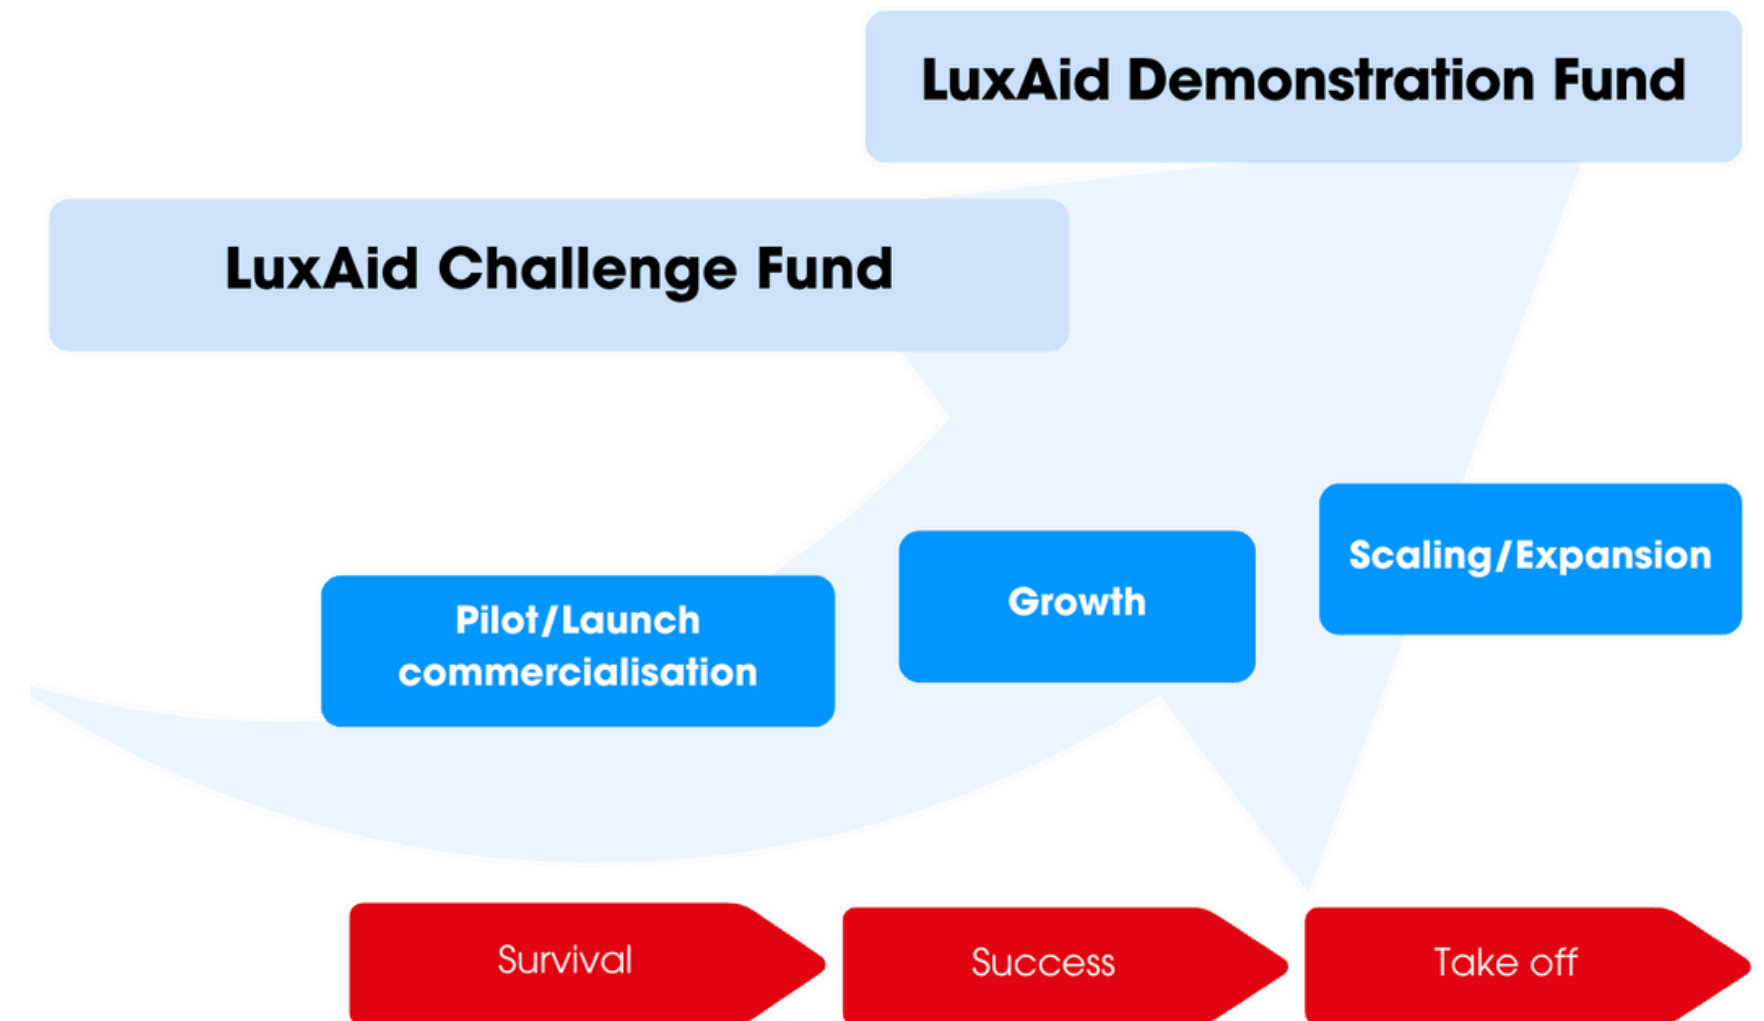 LuxAid Demonstration Fund
LuxAid Challenge Fund
Scaling/Expansion
Growth
Pilot/Launch
commercialisation
Survival
Success
Take off